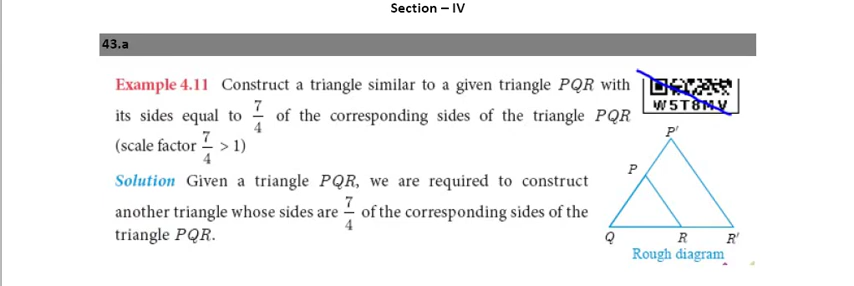 Section – IV
43.a
Example 4.11 Construct a triangle similar to a given triangle PQR with
its sides equal to 7/4 of the corresponding sides of the triangle PQR
(scale factor 7/4 > 1)
W5T8MV
Solution Given a triangle PQR, we are required to construct
another triangle whose sides are 7/4 of the corresponding sides of the
triangle PQR.
P'
P
Q R R'
Rough diagram